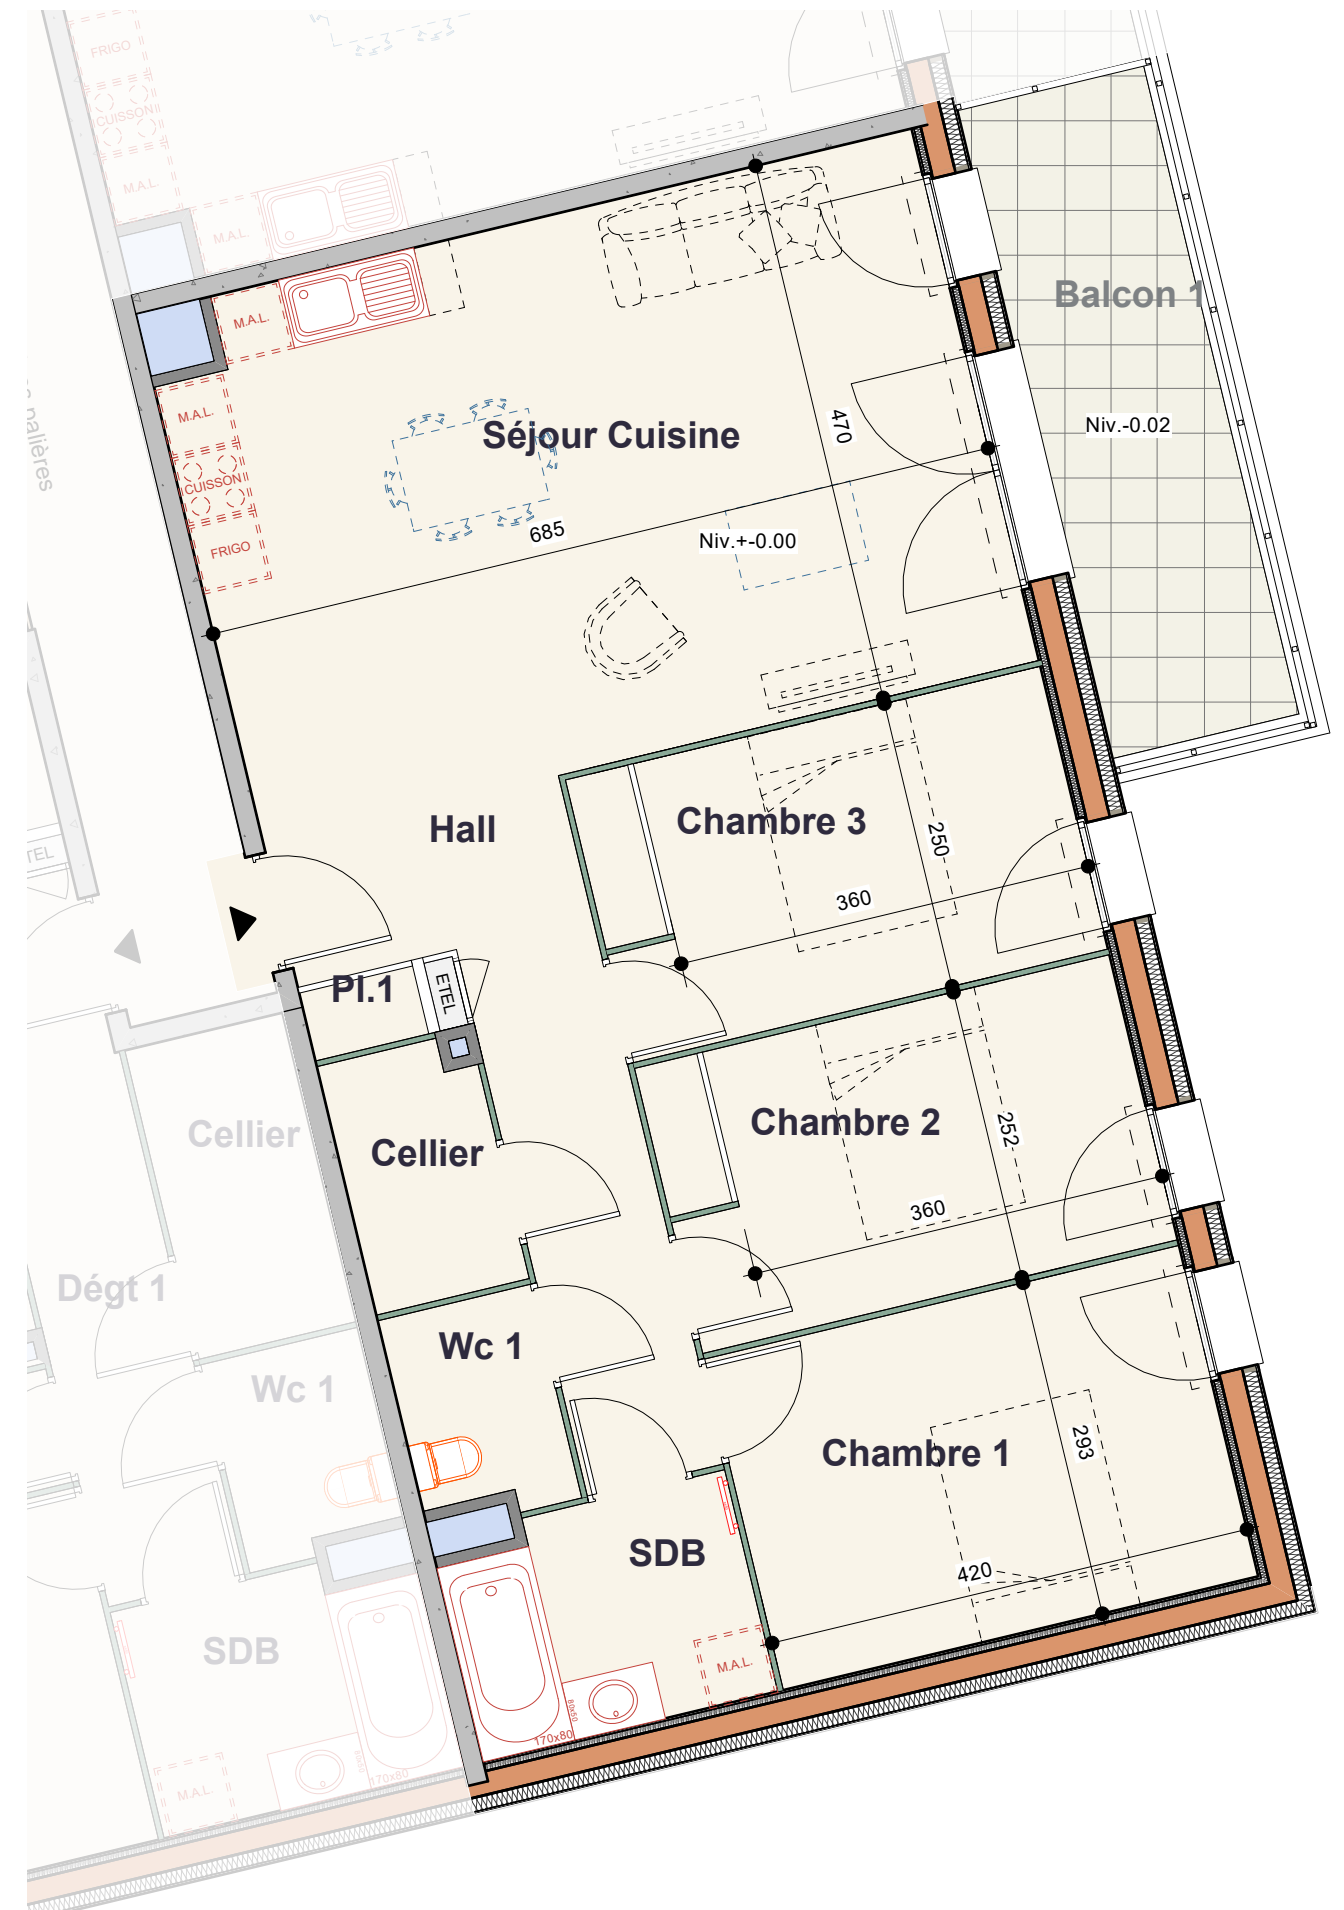 FRIGO
CUISSON
M.A.L.
M.A.L.
M.A.L.
M.A.L.
CUISSON
FRIGO
palières
Séjour Cuisine
470
685
Niv.+-0.00
Balcon 1
Niv.-0.02
Hall
Chambre 3
250
360
Pl.1
ETEL
Cellier
Chambre 2
252
360
Cellier
Dégt 1
Wc 1
Wc 1
Chambre 1
293
420
SDB
M.A.L.
80x50
170x80
SDB
M.A.L.
170x80